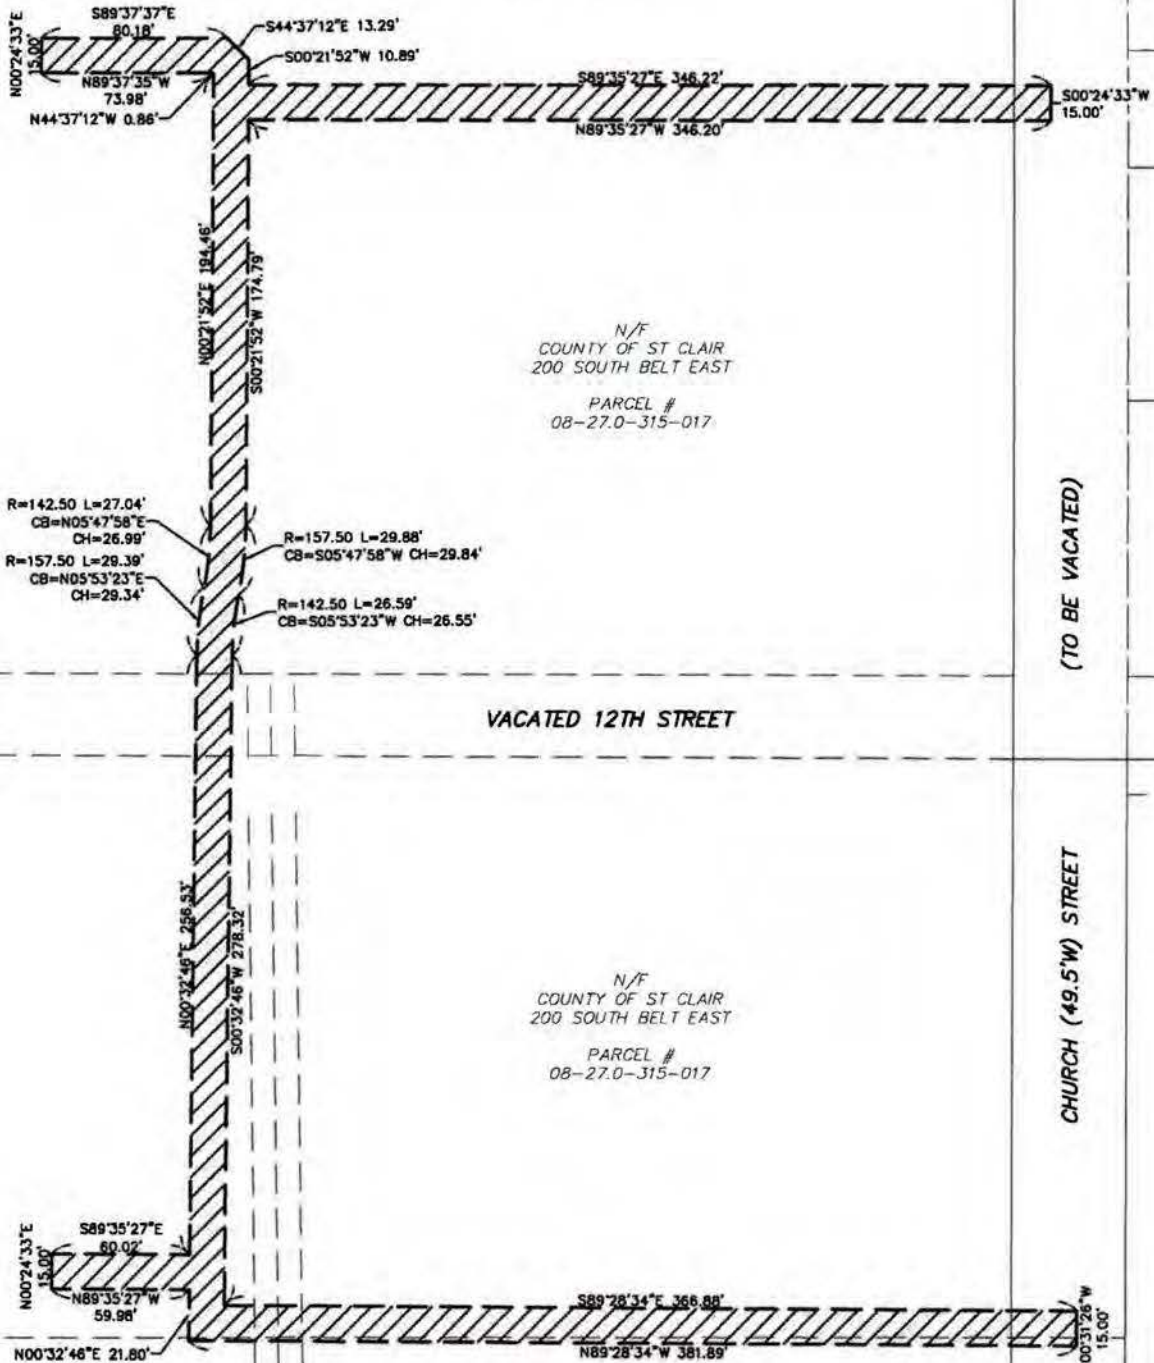 S89°37'37"E
80.18'
S44°37'12"E 13.29'
N00°24'33"E
15.00'
S00°21'52"W 10.89'
N89°37'35"W
73.98'
N44°37'12"W 0.86'
S89°35'27"E 346.22'
S00°24'33"W
15.00'
N89°35'27"W 346.20'
N00°21'52"E 194.46'
S00°21'52"W 174.79'
N/F
COUNTY OF ST CLAIR
200 SOUTH BELT EAST
PARCEL #
08-27.0-315-017
R=142.50 L=27.04'
CB=N05°47'58"E
CH=26.99'
R=157.50 L=29.88'
CB=S05°47'58"W CH=29.84'
R=157.50 L=29.39'
CB=N05°53'23"E
CH=29.34'
R=142.50 L=26.59'
CB=S05°53'23"W CH=26.55'
(TO BE VACATED)
VACATED 12TH STREET
N00°32'46"E 256.53'
S00°32'46"W 278.32'
N/F
COUNTY OF ST CLAIR
200 SOUTH BELT EAST
PARCEL #
08-27.0-315-017
CHURCH (49.5'W) STREET
S89°35'27"E
60.02'
N00°24'33"E
15.00'
N89°35'27"W
59.98'
N00°32'46"E 21.80'
S89°28'34"E 366.88'
00°31'26"W
15.00'
N89°28'34"W 381.89'